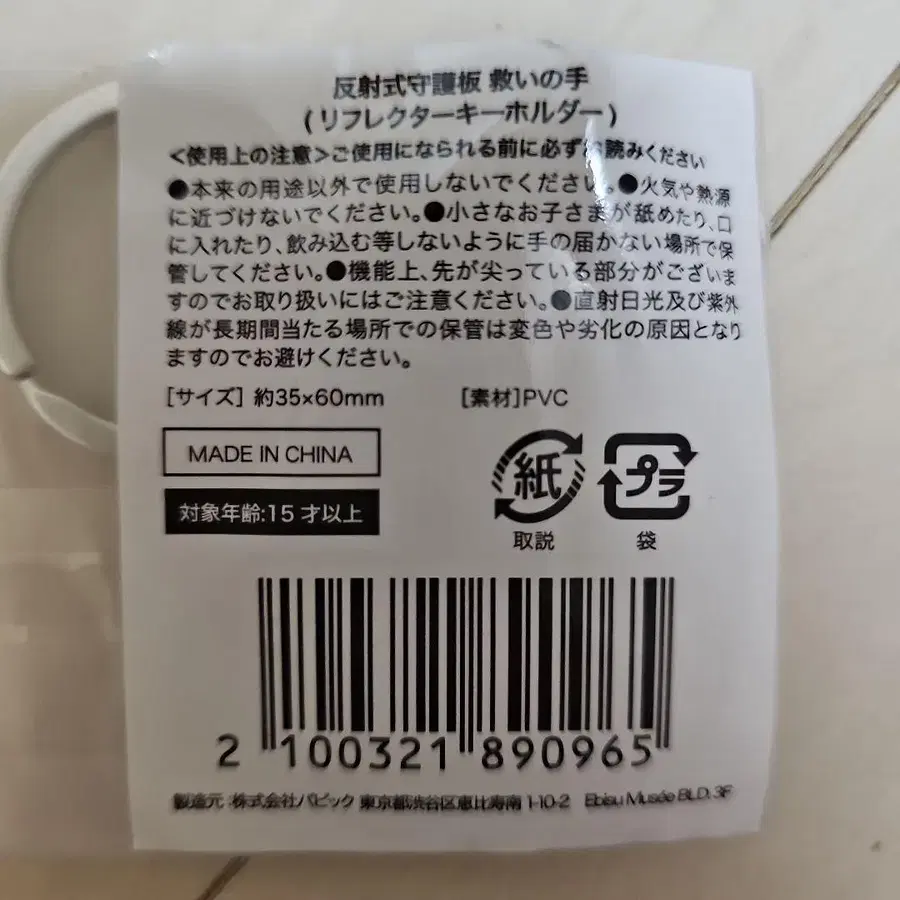 反射式守護板 救いの手
(リフレクターキーホルダー)
<使用上の注意>ご使用になられる前に必ずお読みください
●本来の用途以外で使用しないでください。●火気や熱源
に近づけないでください。●小さなお子さまが舐めたり、口
に入れたり、飲み込む等しないように手の届かない場所で保
管してください。●機能上、先が尖っている部分がございま
すのでお取り扱いにはご注意ください。●直射日光及び紫外
線が長期間当たる場所での保管は変色や劣化の原因となり
ますのでお避けください。
[サイズ] 約35×60mm [素材]PVC
MADE IN CHINA
対象年齢:15才以上
紙 プラ
取説 袋
2 100321 890965
製造元:株式会社パピック 東京都渋谷区恵比寿南1-10-2 Ebisu Musée BLD. 3F